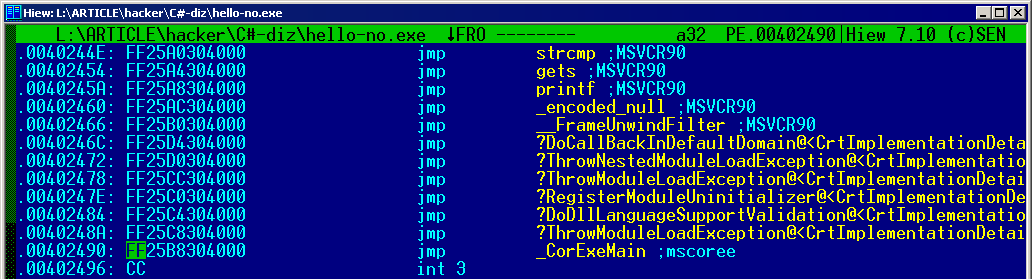 Hiew: L:\ARTICLE\hacker\C#-diz\hello-no.exe
L:\ARTICLE\hacker\C#-diz\hello-no.exe ↓FRO -------- a32 PE.00402490|Hiew 7.10 (c)SEN
.0040244E: FF25A0304000 jmp strcmp ;MSVCR90
.00402454: FF25A4304000 jmp gets ;MSVCR90
.0040245A: FF25A8304000 jmp printf ;MSVCR90
.00402460: FF25AC304000 jmp _encoded_null ;MSVCR90
.00402466: FF25B0304000 jmp __FrameUnwindFilter ;MSVCR90
.0040246C: FF25D4304000 jmp ?DoCallBackInDefaultDomain@<CrtImplementationDeta
.00402472: FF25D0304000 jmp ?ThrowNestedModuleLoadException@<CrtImplementatio
.00402478: FF25CC304000 jmp ?ThrowModuleLoadException@<CrtImplementationDetai
.0040247E: FF25C0304000 jmp ?RegisterModuleUninitializer@<CrtImplementationDe
.00402484: FF25C4304000 jmp ?DoDllLanguageSupportValidation@<CrtImplementatio
.0040248A: FF25C8304000 jmp ?ThrowModuleLoadException@<CrtImplementationDetai
.00402490: FF25B8304000 jmp _CorExeMain ;mscoree
.00402496: CC int 3